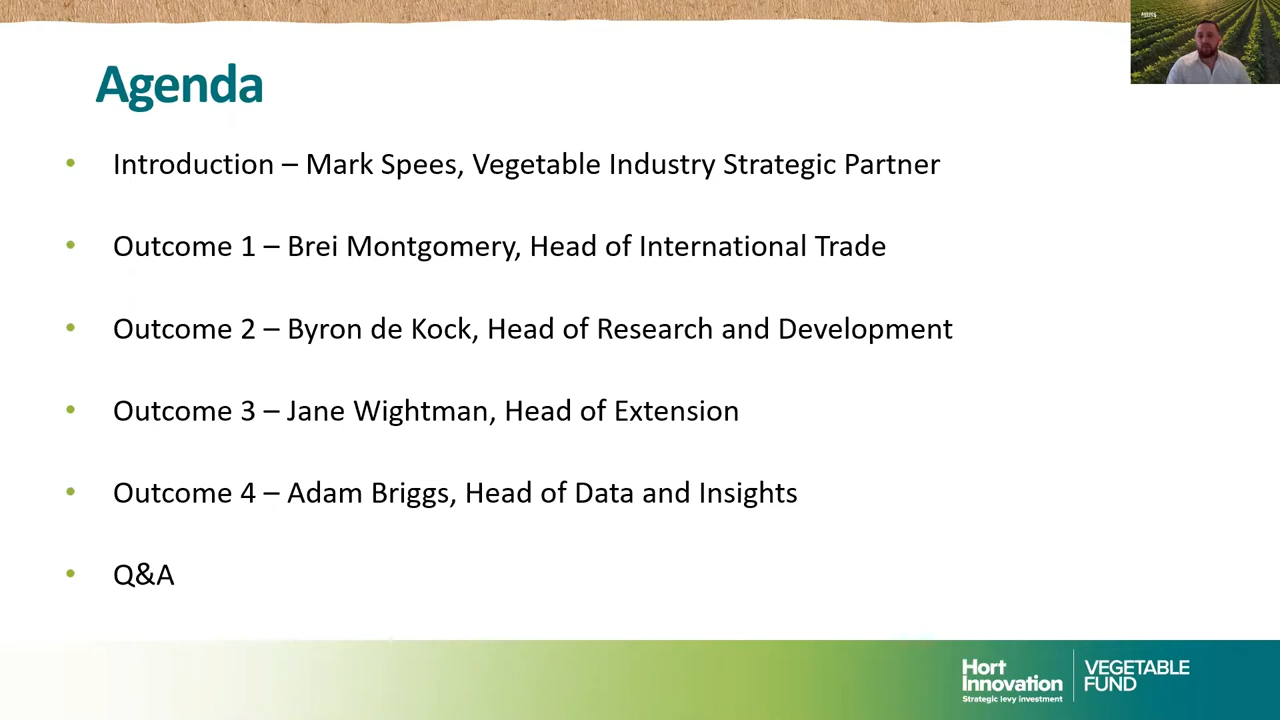 Agenda
• Introduction – Mark Spees, Vegetable Industry Strategic Partner
• Outcome 1 – Brei Montgomery, Head of International Trade
• Outcome 2 – Byron de Kock, Head of Research and Development
• Outcome 3 – Jane Wightman, Head of Extension
• Outcome 4 – Adam Briggs, Head of Data and Insights
• Q&A
Hort
Innovation
Strategic levy investment
VEGETABLE
FUND